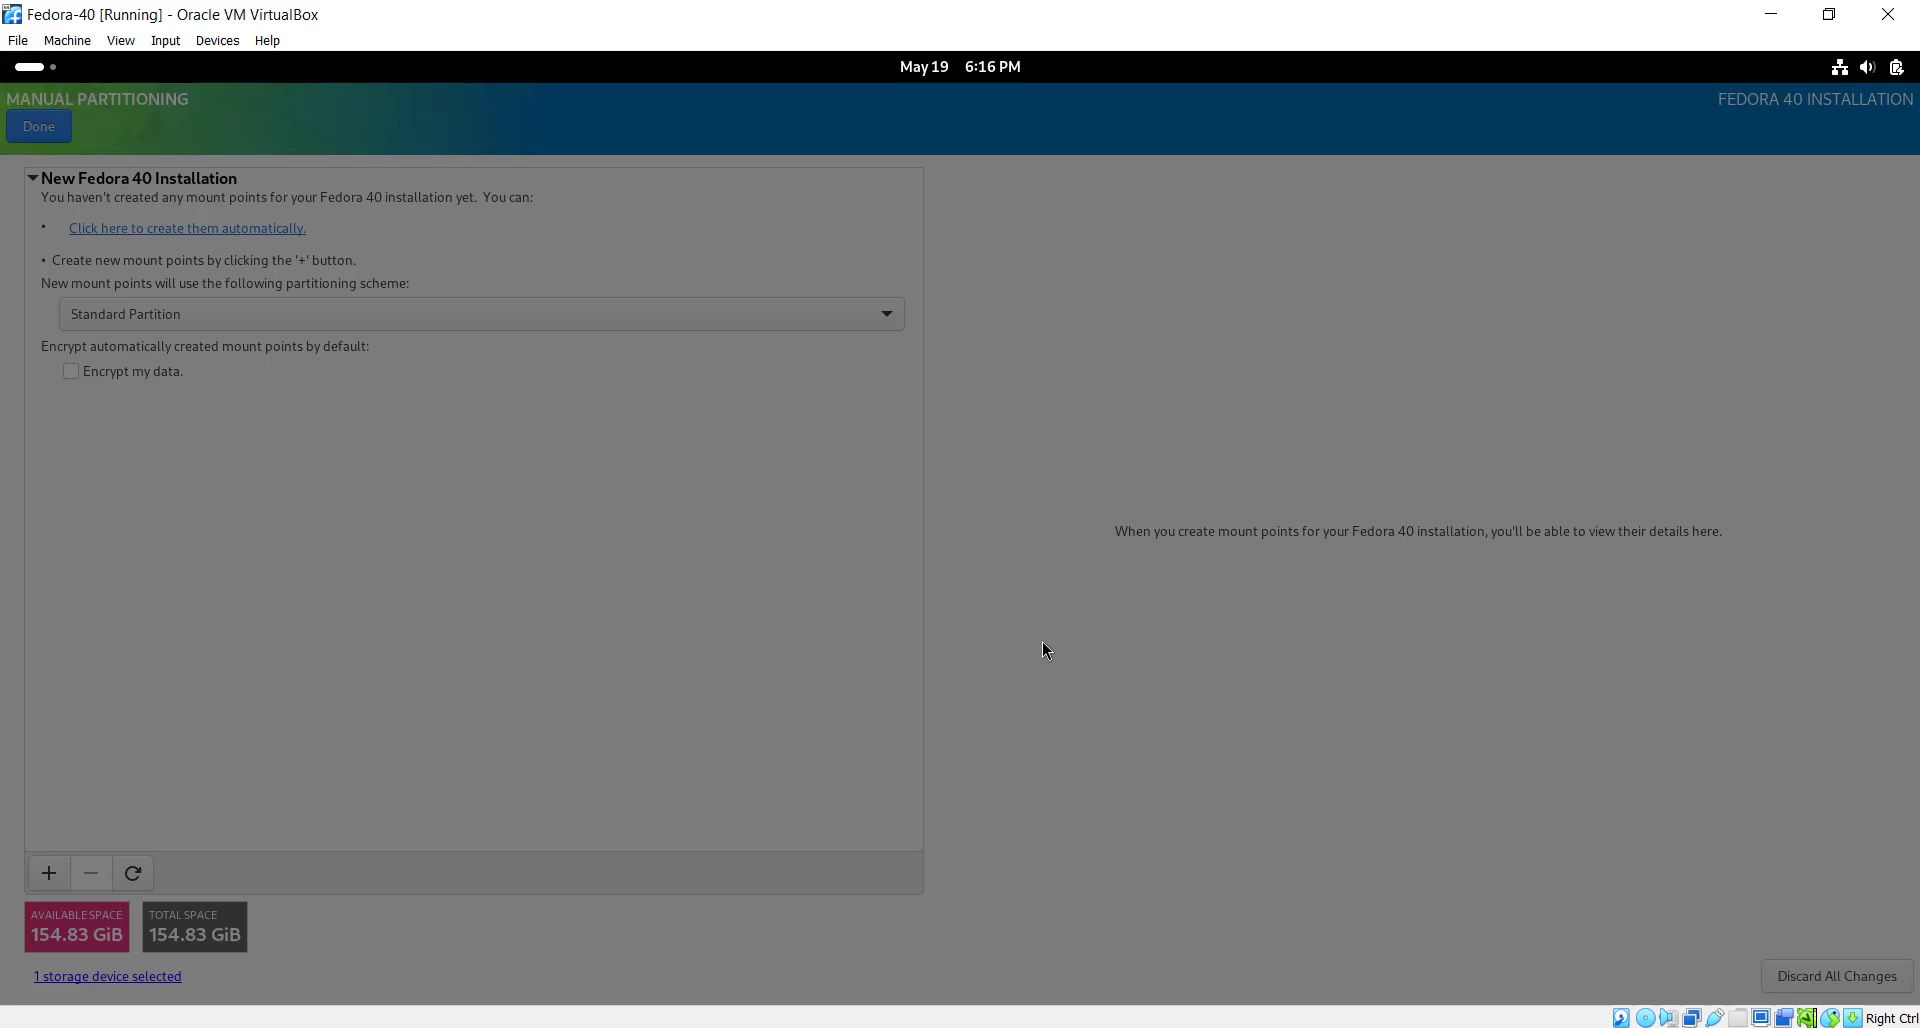 Fedora-40 [Running] - Oracle VM VirtualBox
File Machine View Input Devices Help
May 19 6:16 PM
MANUAL PARTITIONING
FEDORA 40 INSTALLATION
Done
New Fedora 40 Installation
You haven't created any mount points for your Fedora 40 installation yet. You can:
• Click here to create them automatically.
• Create new mount points by clicking the '+' button.
New mount points will use the following partitioning scheme:
Standard Partition
Encrypt automatically created mount points by default:
Encrypt my data.
When you create mount points for your Fedora 40 installation, you'll be able to view their details here.
AVAILABLE SPACE
154.83 GiB
TOTAL SPACE
154.83 GiB
1 storage device selected
Discard All Changes
Right Ctrl